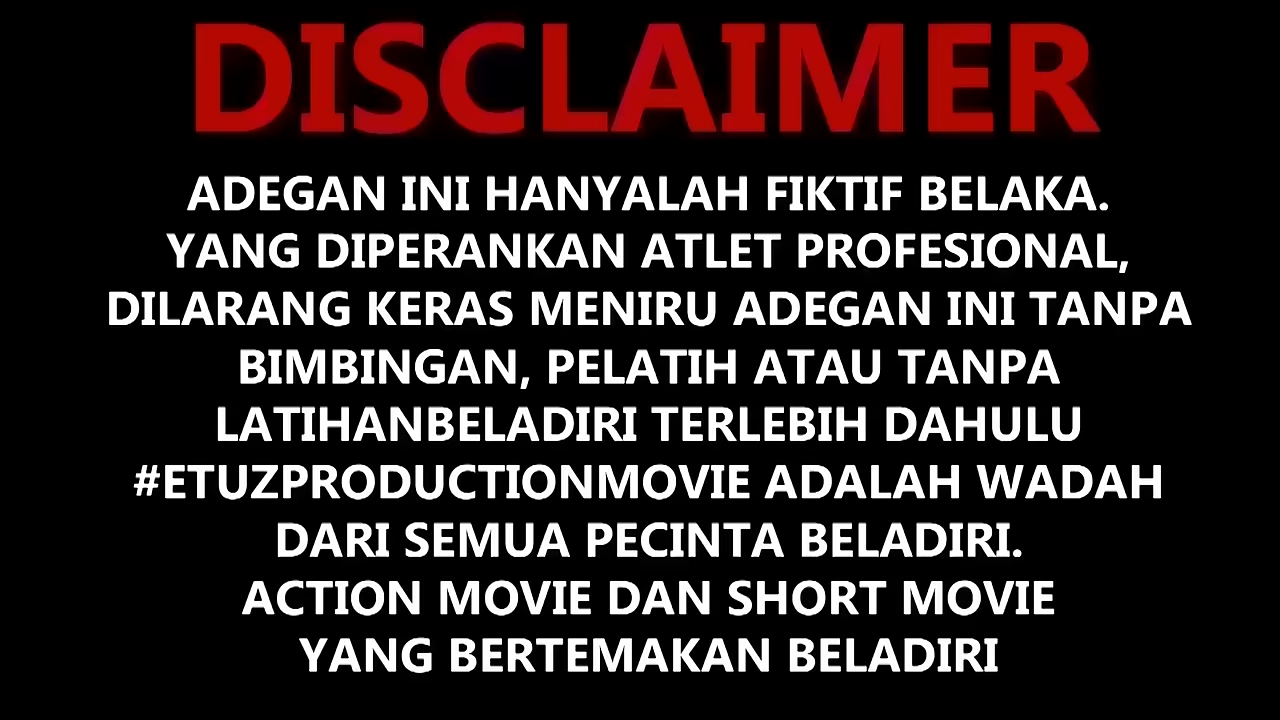 DISCLAIMER
ADEGAN INI HANYALAH FIKTIF BELAKA.
YANG DIPERANKAN ATLET PROFESIONAL,
DILARANG KERAS MENIRU ADEGAN INI TANPA
BIMBINGAN, PELATIH ATAU TANPA
LATIHANBELADIRI TERLEBIH DAHULU
#ETUZPRODUCTIONMOVIE ADALAH WADAH
DARI SEMUA PECINTA BELADIRI.
ACTION MOVIE DAN SHORT MOVIE
YANG BERTEMAKAN BELADIRI